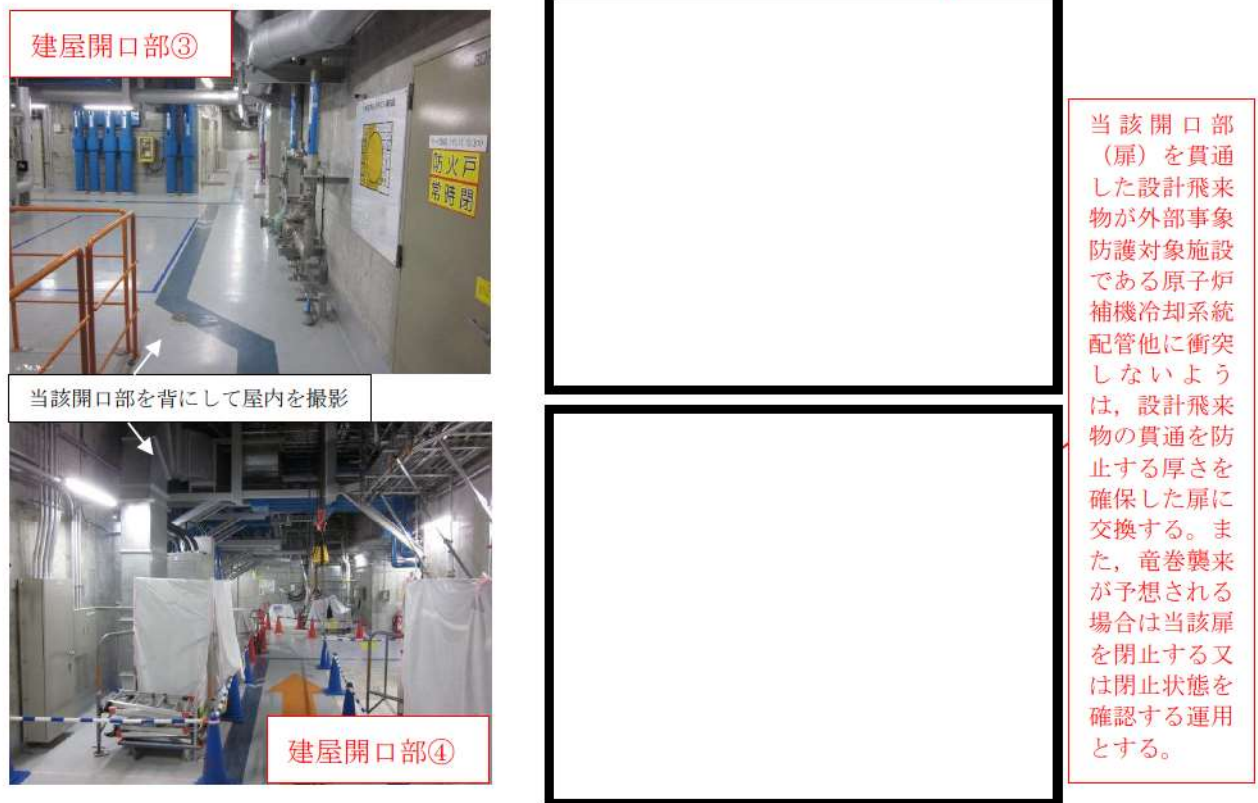 建屋開口部③
防火戸
常時閉
当該開口部を背にして屋内を撮影
建屋開口部④
当該開口部
（扉）を貫通
した設計飛来
物が外部事象
防護対象施設
である原子炉
補機冷却系統
配管他に衝突
しないよう
は，設計飛来
物の貫通を防
止する厚さを
確保した扉に
交換する。ま
た，竜巻襲来
が予想される
場合は当該扉
を閉止する又
は閉止状態を
確認する運用
とする。